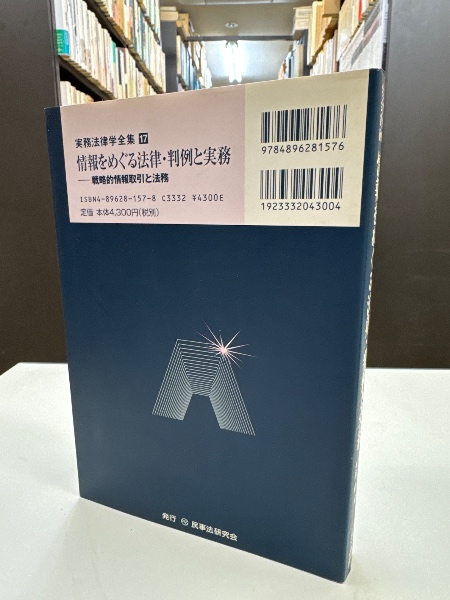 実務法律学全集 17
情報をめぐる法律・判例と実務
──戦略的情報取引と法務
ISBN4-89628-157-8 C3332 ¥4300E
定価 本体4,300円(税別)
9784896281576
1923332043004
発行 民事法研究会